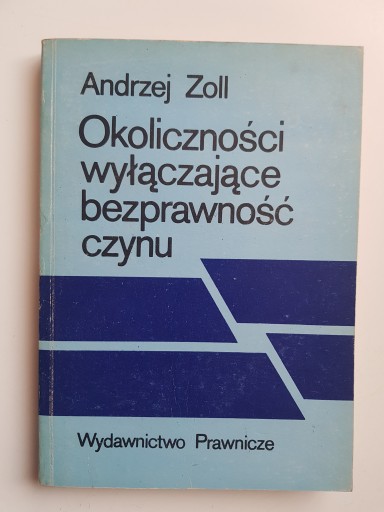 Andrzej Zoll
Okoliczności
wyłączające
bezprawność
czynu
Wydawnictwo Prawnicze